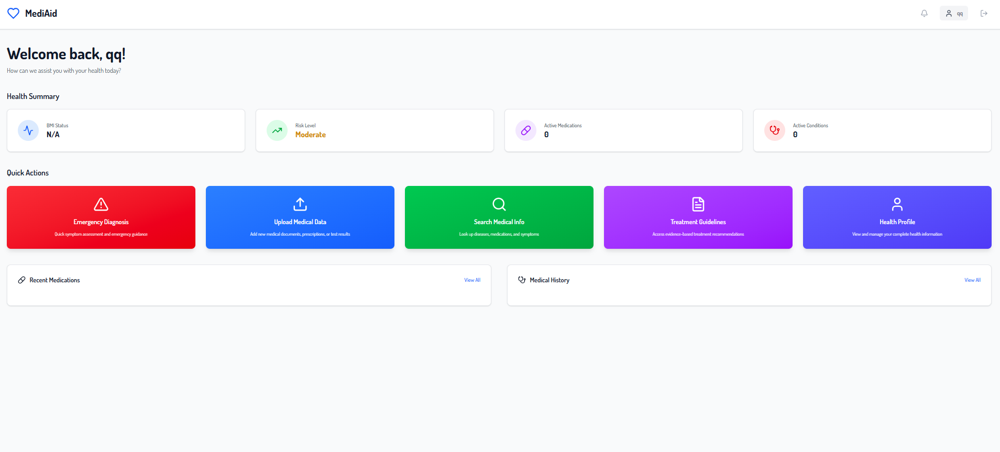 MediAid
qq
Welcome back, qq!
How can we assist you with your health today?
Health Summary
BMI Status
N/A
Risk Level
Moderate
Active Medications
0
Active Conditions
0
Quick Actions
Emergency Diagnosis
Quick symptom assessment and emergency guidance
Upload Medical Data
Add new medical documents, prescriptions, or test results
Search Medical Info
Look up diseases, medications, and symptoms
Treatment Guidelines
Access evidence-based treatment recommendations
Health Profile
View and manage your complete health information
Recent Medications
View All
Medical History
View All